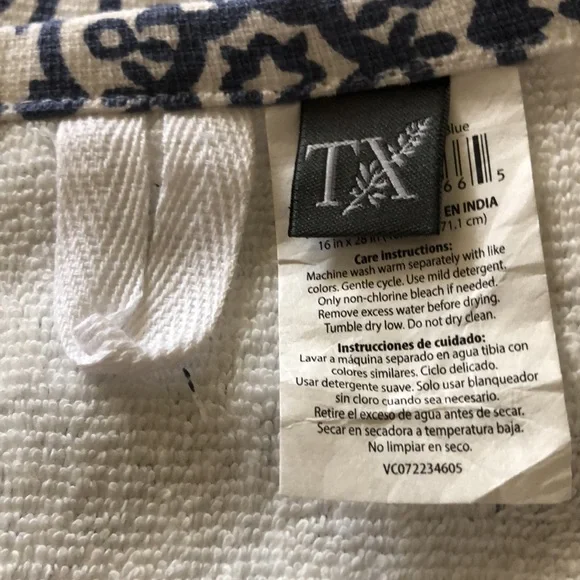 TX
Blue
66 5
EN INDIA
16 in x 28 in
71.1 cm)
Care Instructions:
Machine wash warm separately with like
colors. Gentle cycle. Use mild detergent.
Only non-chlorine bleach if needed.
Remove excess water before drying.
Tumble dry low. Do not dry clean.
Instrucciones de cuidado:
Lavar a máquina separado en agua tibia con
colores similares. Ciclo delicado.
Usar detergente suave. Solo usar blanqueador
sin cloro cuando sea necesario.
Retire el exceso de agua antes de secar.
Secar en secadora a temperatura baja.
No limpiar en seco.
VC072234605